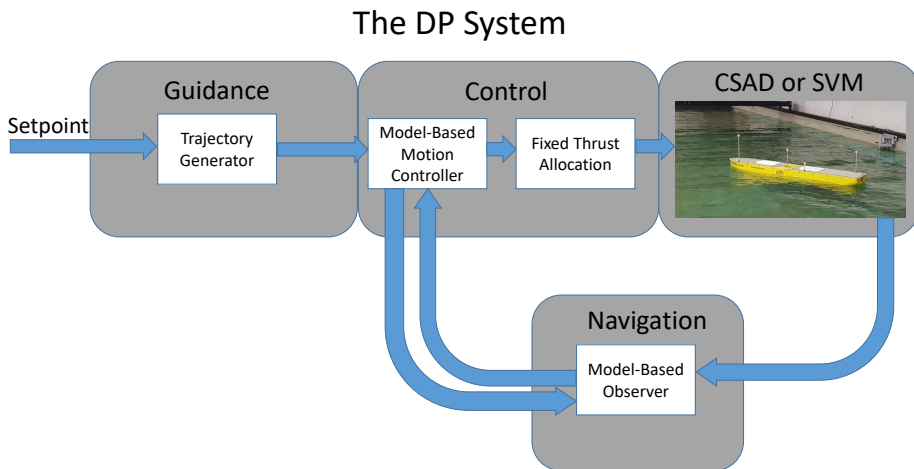 The DP System
Guidance
Control
CSAD or SVM
Setpoint
Trajectory
Generator
Model-Based
Motion
Controller
Fixed Thrust
Allocation
Navigation
Model-Based
Observer